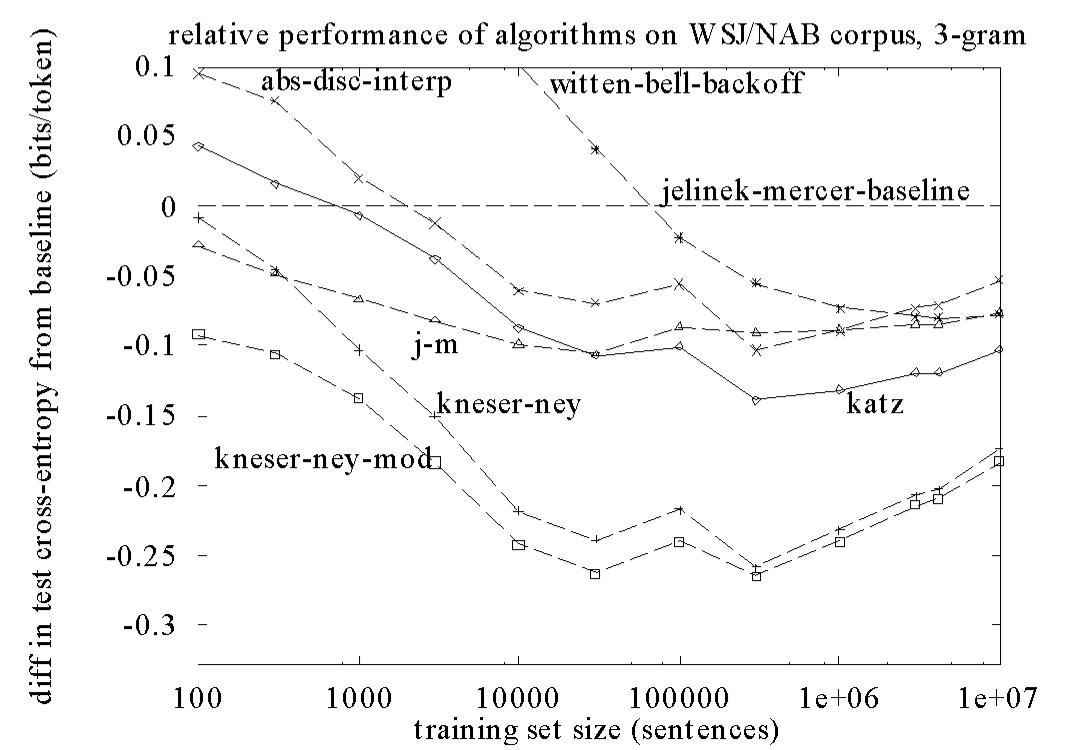 relative performance of algorithms on WSJ/NAB corpus, 3-gram
diff in test cross-entropy from baseline (bits/token)
0.1
0.05
0
-0.05
-0.1
-0.15
-0.2
-0.25
-0.3
abs-disc-interp
witten-bell-backoff
jelinek-mercer-baseline
j-m
kneser-ney
katz
kneser-ney-mod
100
1000
10000
100000
1e+06
1e+07
training set size (sentences)